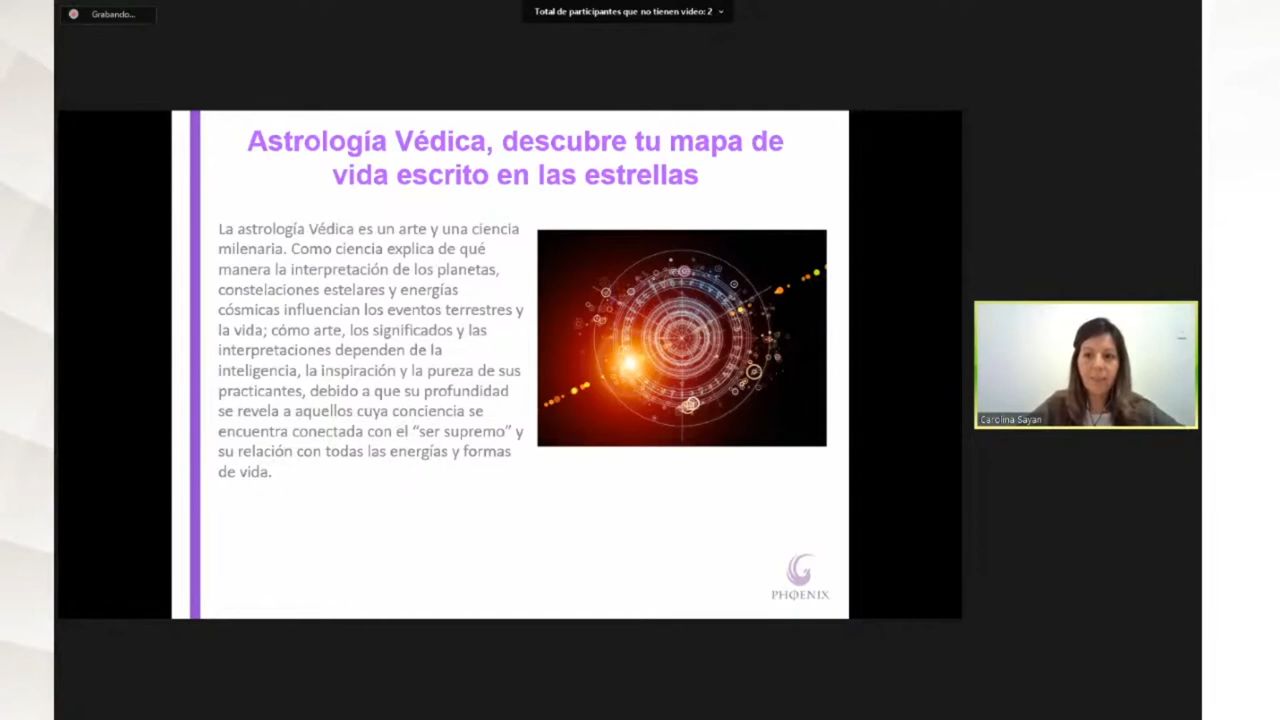 Grabando...
Total de participantes que no tienen video: 2
Astrología Védica, descubre tu mapa de
vida escrito en las estrellas
La astrología Védica es un arte y una ciencia
milenaria. Como ciencia explica de qué
manera la interpretación de los planetas,
constelaciones estelares y energías
cósmicas influencian los eventos terrestres y
la vida; cómo arte, los significados y las
interpretaciones dependen de la
inteligencia, la inspiración y la pureza de sus
practicantes, debido a que su profundidad
se revela a aquellos cuya conciencia se
encuentra conectada con el “ser supremo” y
su relación con todas las energías y formas
de vida.
PHOENIX
Carolina Sayan